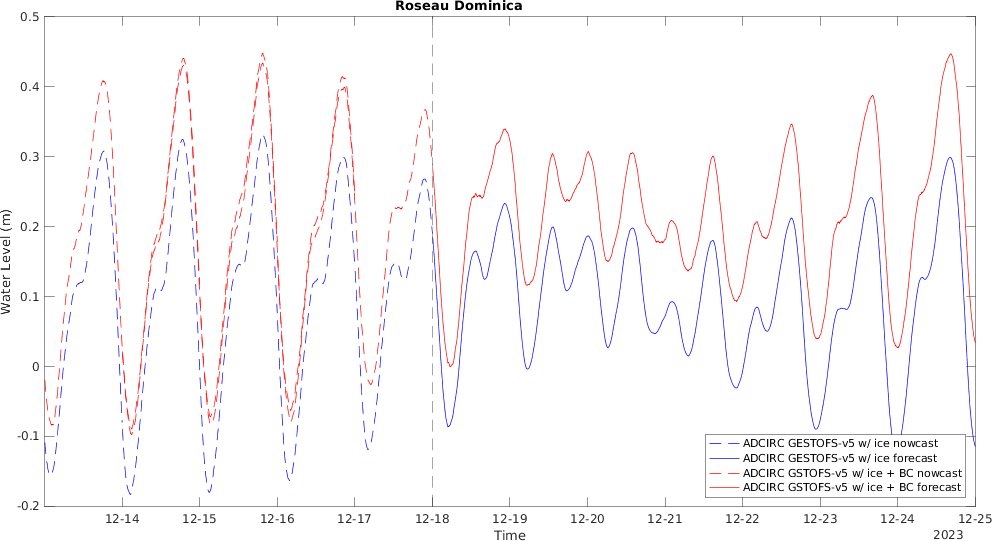 Roseau Dominica
0.5
0.4
0.3
0.2
0.1
0
-0.1
-0.2
Water Level (m)
ADCIRC GESTOFS-v5 w/ ice nowcast
ADCIRC GESTOFS-v5 w/ ice forecast
ADCIRC GSTOFS-v5 w/ ice + BC nowcast
ADCIRC GSTOFS-v5 w/ ice + BC forecast
12-14 12-15 12-16 12-17 12-18 12-19 12-20 12-21 12-22 12-23 12-24 12-25
Time
2023